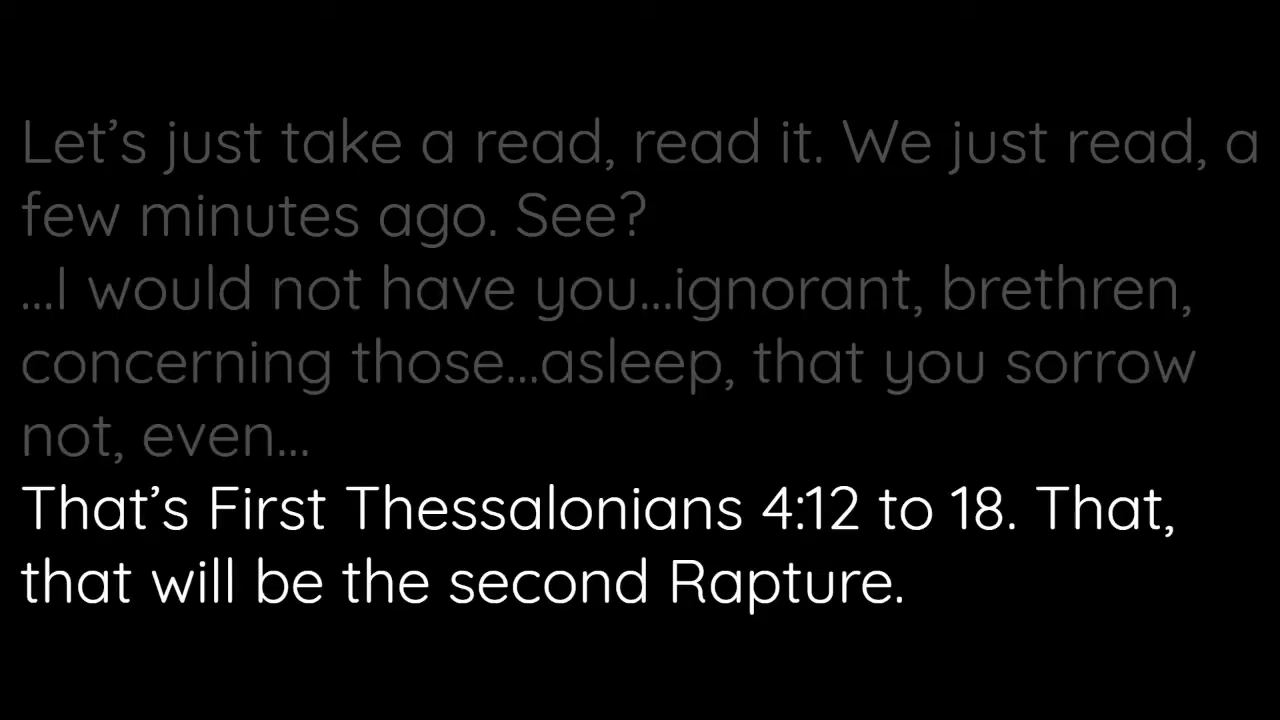 Let’s just take a read, read it. We just read, a
few minutes ago. See?
...I would not have you...ignorant, brethren,
concerning those...asleep, that you sorrow
not, even...
That’s First Thessalonians 4:12 to 18. That,
that will be the second Rapture.